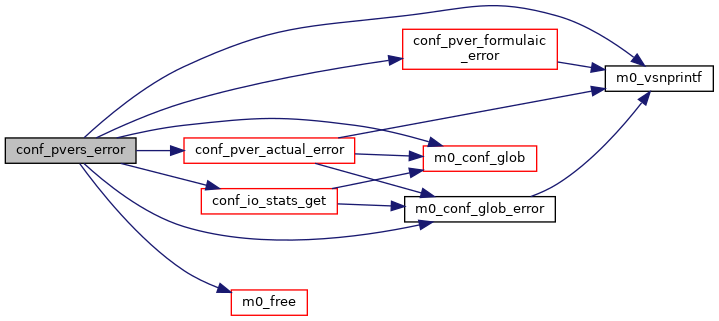 conf_pver_formulaic
_error
m0_vsnprintf
conf_pvers_error
conf_pver_actual_error
m0_conf_glob
conf_io_stats_get
m0_conf_glob_error
m0_free